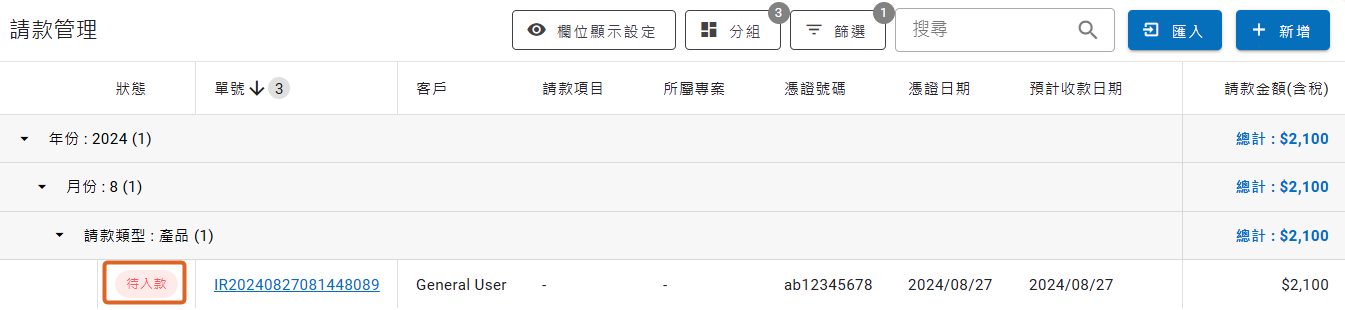 請款管理 欄位顯示設定 分組 3 篩選 1 搜尋 匯入 新增
狀態 單號 3 客戶 請款項目 所屬專案 憑證號碼 憑證日期 預計收款日期 請款金額(含稅)
年份 : 2024 (1) 總計 : $2,100
月份 : 8 (1) 總計 : $2,100
請款類型 : 產品 (1) 總計 : $2,100
待入款 IR20240827081448089 General User - - ab12345678 2024/08/27 2024/08/27 $2,100